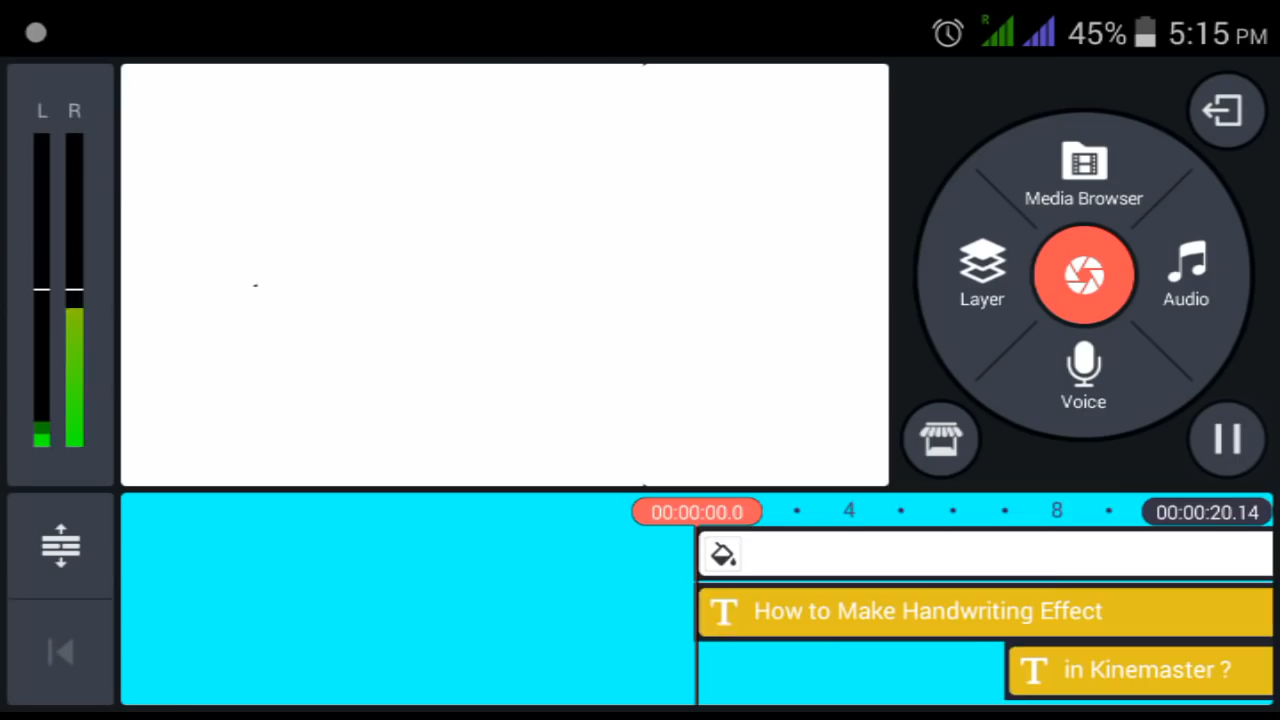 R 45% 5:15 PM
L R
Media Browser
Layer
Audio
Voice
00:00:00.0 4 8 00:00:20.14
T How to Make Handwriting Effect
T in Kinemaster ?